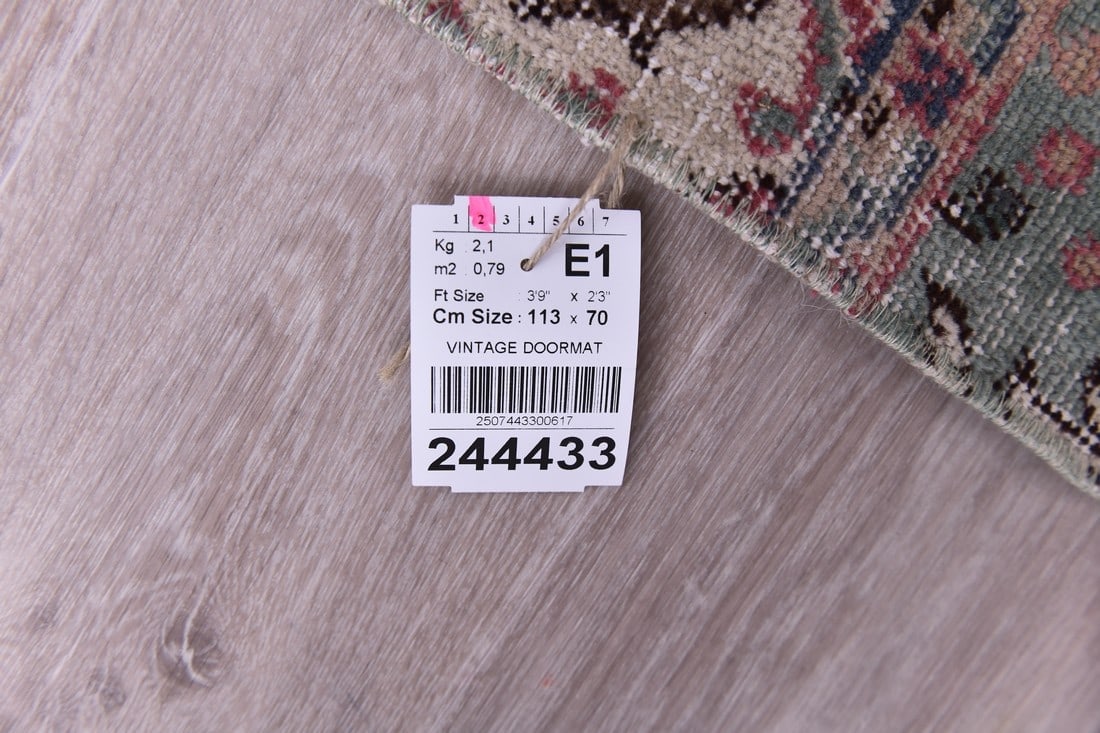 1 2 3 4 5 6 7
Kg : 2,1
m2 : 0,79
E1
Ft Size : 3'9" x 2'3"
Cm Size : 113 x 70
VINTAGE DOORMAT
2507443300617
244433